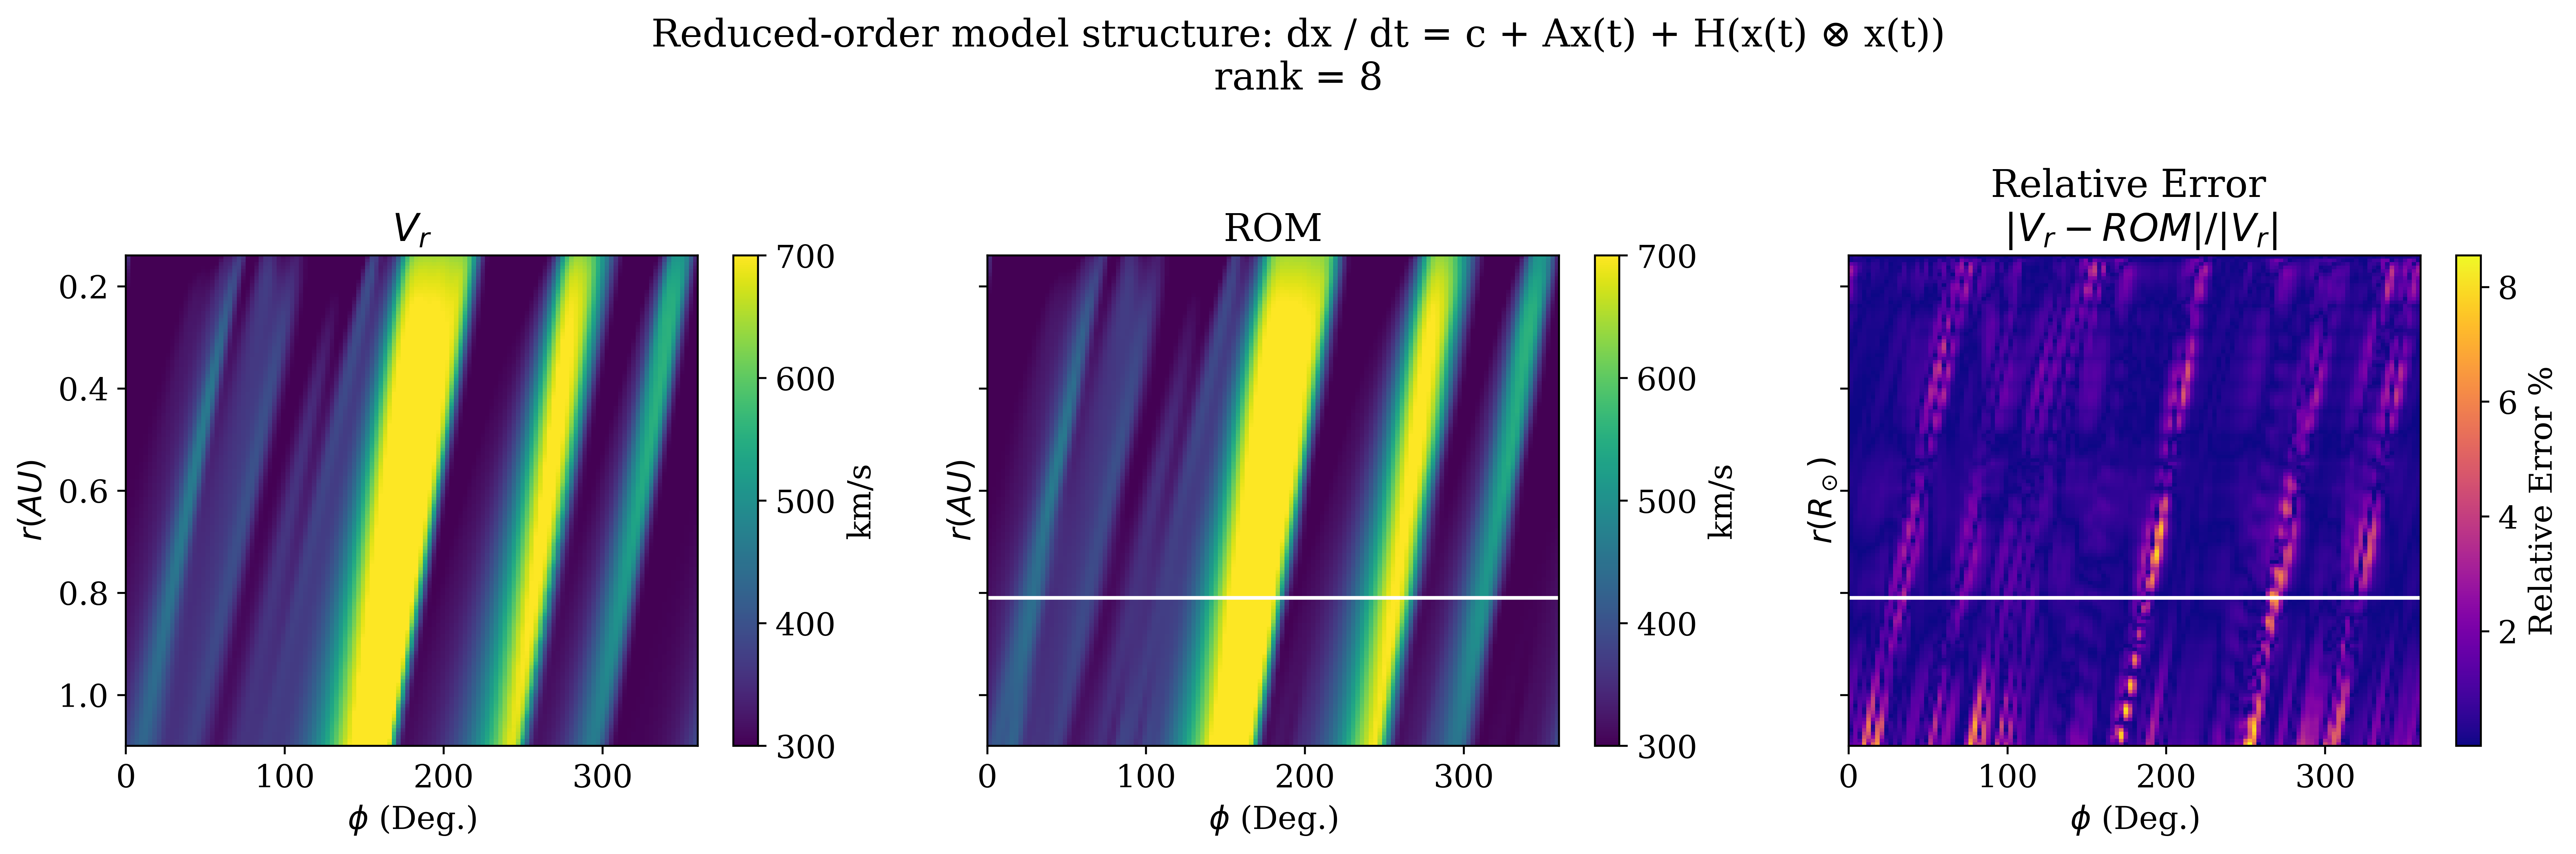 Reduced-order model structure: dx / dt = c + Ax(t) + H(x(t) ⊗ x(t))
rank = 8
V_r
0.2
0.4
0.6
0.8
1.0
r(AU)
0 100 200 300
ϕ (Deg.)
700
600
500
400
300
km/s
ROM
r(AU)
0 100 200 300
ϕ (Deg.)
700
600
500
400
300
km/s
Relative Error
|V_r − ROM|/|V_r|
r(R_⊙)
0 100 200 300
ϕ (Deg.)
8
6
4
2
Relative Error %